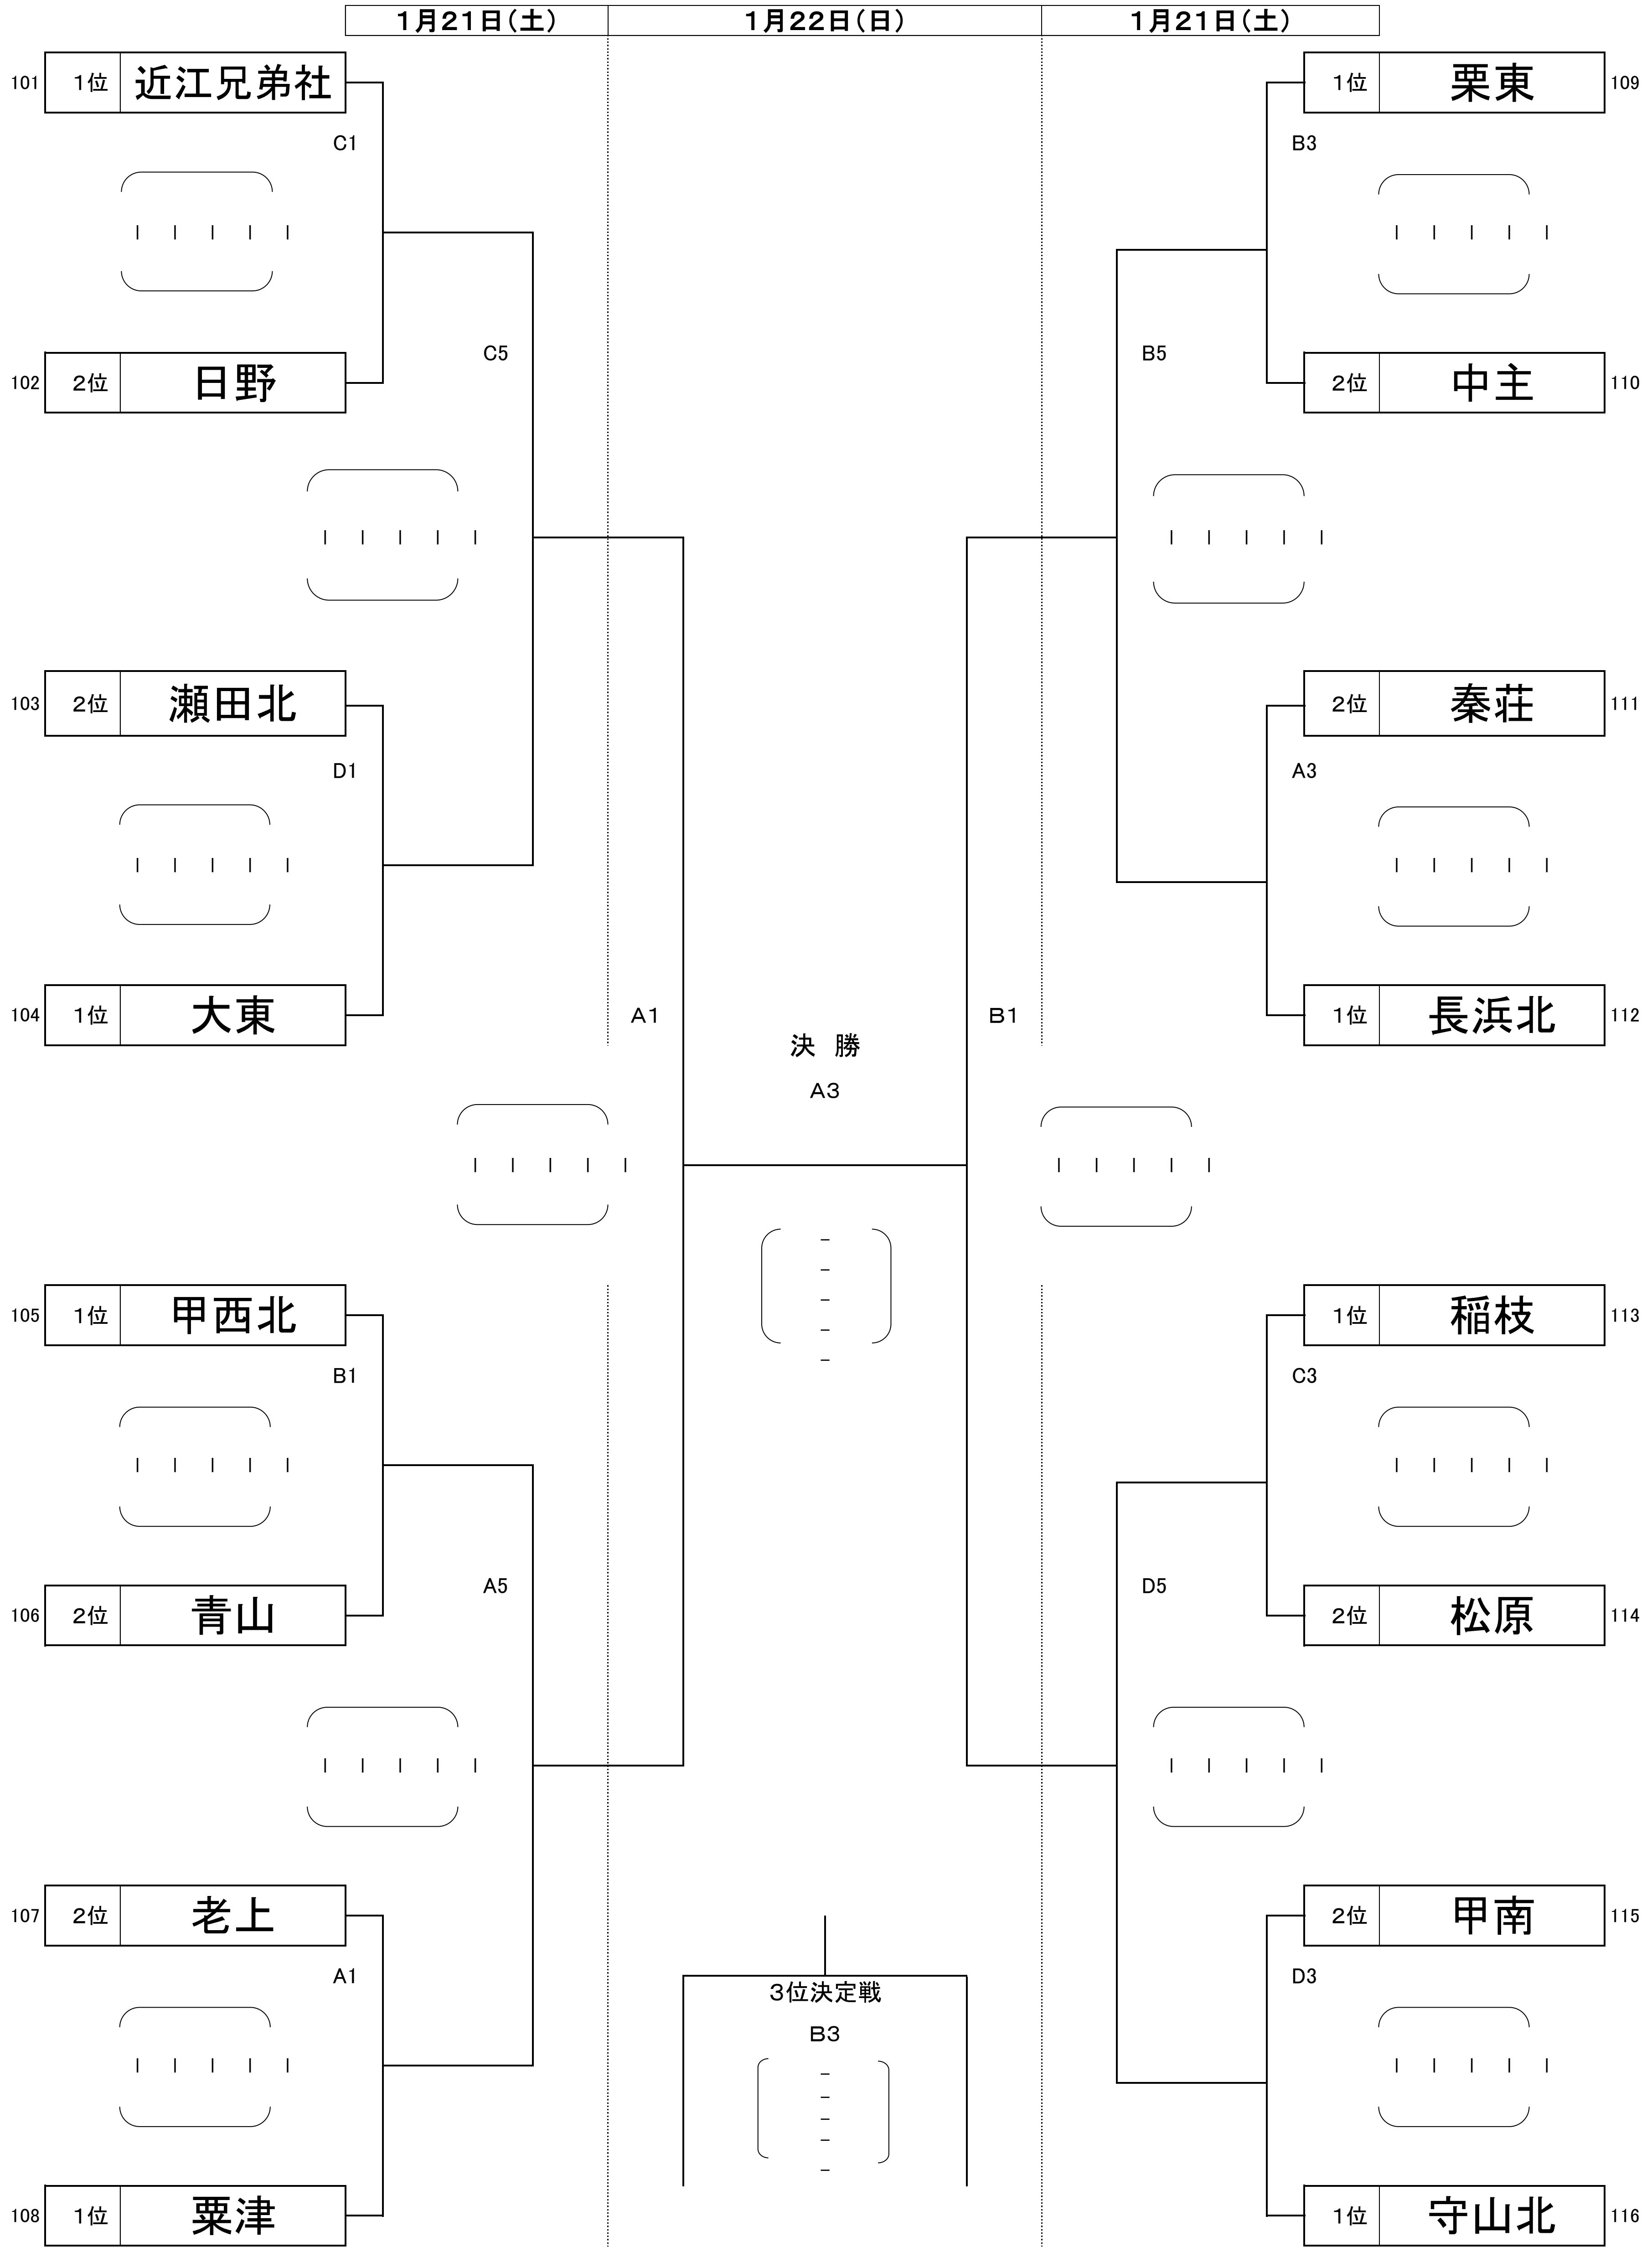 １月２１日（土） １月２２日（日） １月２１日（土）
101 １位 近江兄弟社 １位 栗東 109
C1 B3
102 ２位 日野 C5 B5 ２位 中主 110
103 ２位 瀬田北 ２位 秦荘 111
D1 A3
104 １位 大東 A１ B１ １位 長浜北 112
決　勝
A３
105 １位 甲西北 １位 稲枝 113
B1 C3
106 ２位 青山 A5 D5 ２位 松原 114
107 ２位 老上 ２位 甲南 115
A1 D3
３位決定戦
B３
108 １位 粟津 １位 守山北 116